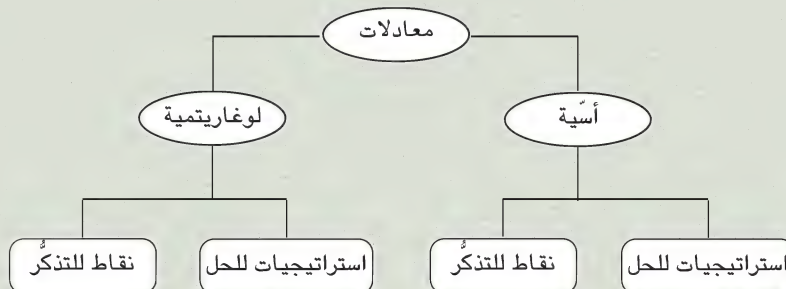 معادلات
أسّية
لوغاريتمية
استراتيجيات للحل
نقاط للتذكُّر
استراتيجيات للحل
نقاط للتذكُّر